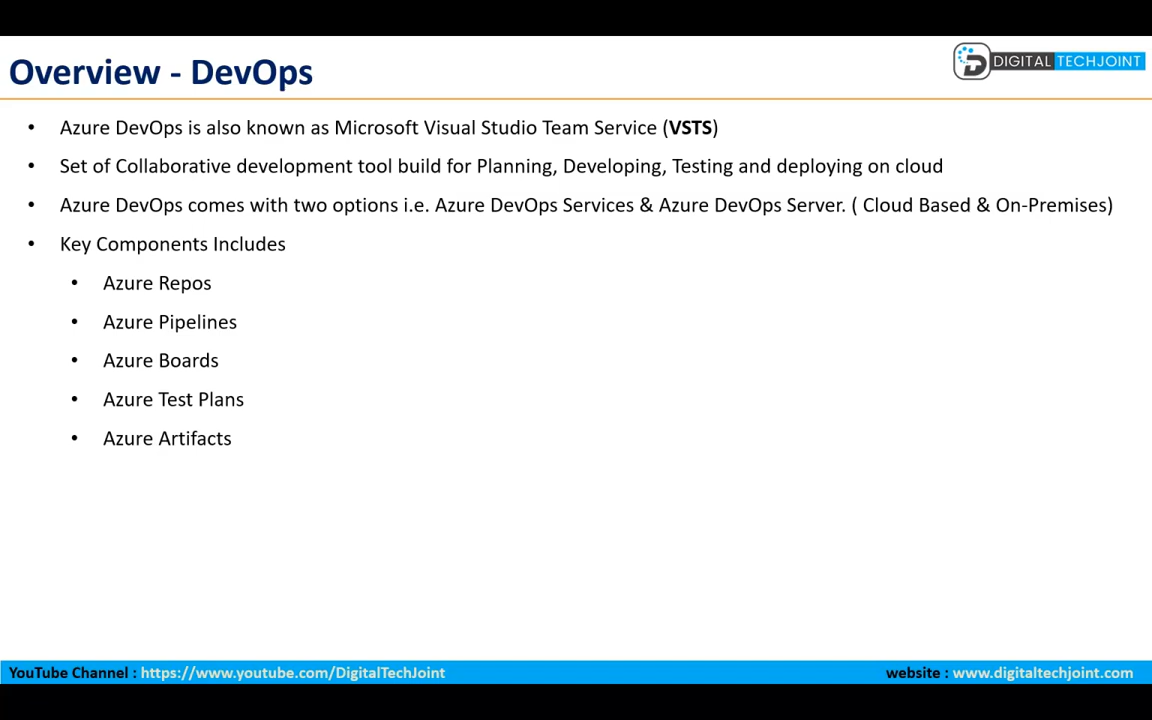 Overview - DevOps
DIGITAL TECHJOINT
• Azure DevOps is also known as Microsoft Visual Studio Team Service (VSTS)
• Set of Collaborative development tool build for Planning, Developing, Testing and deploying on cloud
• Azure DevOps comes with two options i.e. Azure DevOps Services & Azure DevOps Server. ( Cloud Based & On-Premises)
• Key Components Includes
• Azure Repos
• Azure Pipelines
• Azure Boards
• Azure Test Plans
• Azure Artifacts
YouTube Channel : https://www.youtube.com/DigitalTechJoint
website : www.digitaltechjoint.com